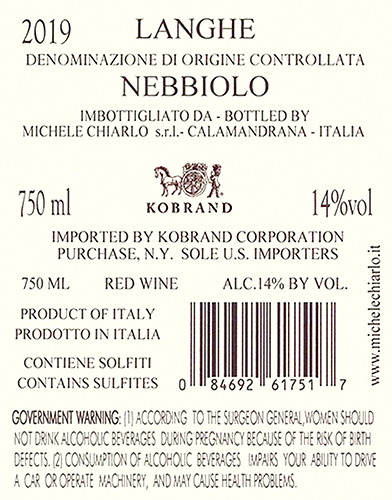 2019 LANGHE
DENOMINAZIONE DI ORIGINE CONTROLLATA
NEBBIOLO
IMBOTTIGLIATO DA - BOTTLED BY
MICHELE CHIARLO s.r.l.- CALAMANDRANA - ITALIA
750 ml
KOBRAND
14%vol
IMPORTED BY KOBRAND CORPORATION
PURCHASE, N.Y. SOLE U.S. IMPORTERS
750 ML RED WINE ALC.14% BY VOL.
www.michelechiarlo.it
PRODUCT OF ITALY
PRODOTTO IN ITALIA
CONTIENE SOLFITI
CONTAINS SULFITES
0 84692 61751 7
GOVERNMENT WARNING: (1) ACCORDING TO THE SURGEON GENERAL,WOMEN SHOULD
NOT DRINK ALCOHOLIC BEVERAGES DURING PREGNANCY BECAUSE OF THE RISK OF BIRTH
DEFECTS. (2) CONSUMPTION OF ALCOHOLIC BEVERAGES IMPAIRS YOUR ABILITY TO DRIVE
A CAR OR OPERATE MACHINERY, AND MAY CAUSE HEALTH PROBLEMS.